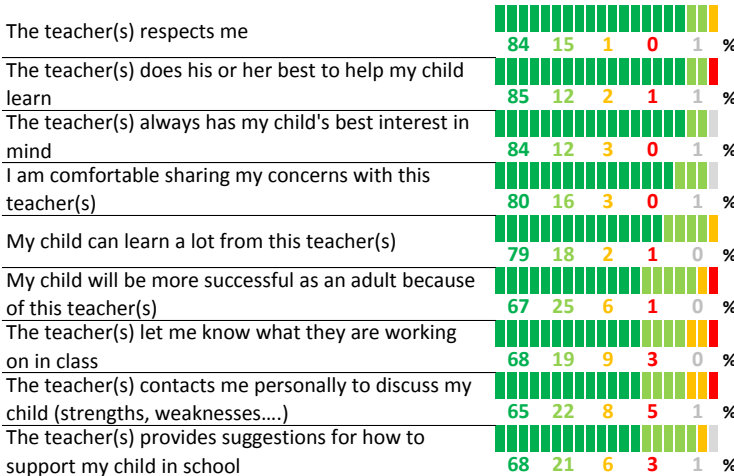 The teacher(s) respects me
84 15 1 0 1 %
The teacher(s) does his or her best to help my child
learn
85 12 2 1 1 %
The teacher(s) always has my child's best interest in
mind
84 12 3 0 1 %
I am comfortable sharing my concerns with this
teacher(s)
80 16 3 0 1 %
My child can learn a lot from this teacher(s)
79 18 2 1 0 %
My child will be more successful as an adult because
of this teacher(s)
67 25 6 1 0 %
The teacher(s) let me know what they are working
on in class
68 19 9 3 0 %
The teacher(s) contacts me personally to discuss my
child (strengths, weaknesses....)
65 22 8 5 1 %
The teacher(s) provides suggestions for how to
support my child in school
68 21 6 3 1 %